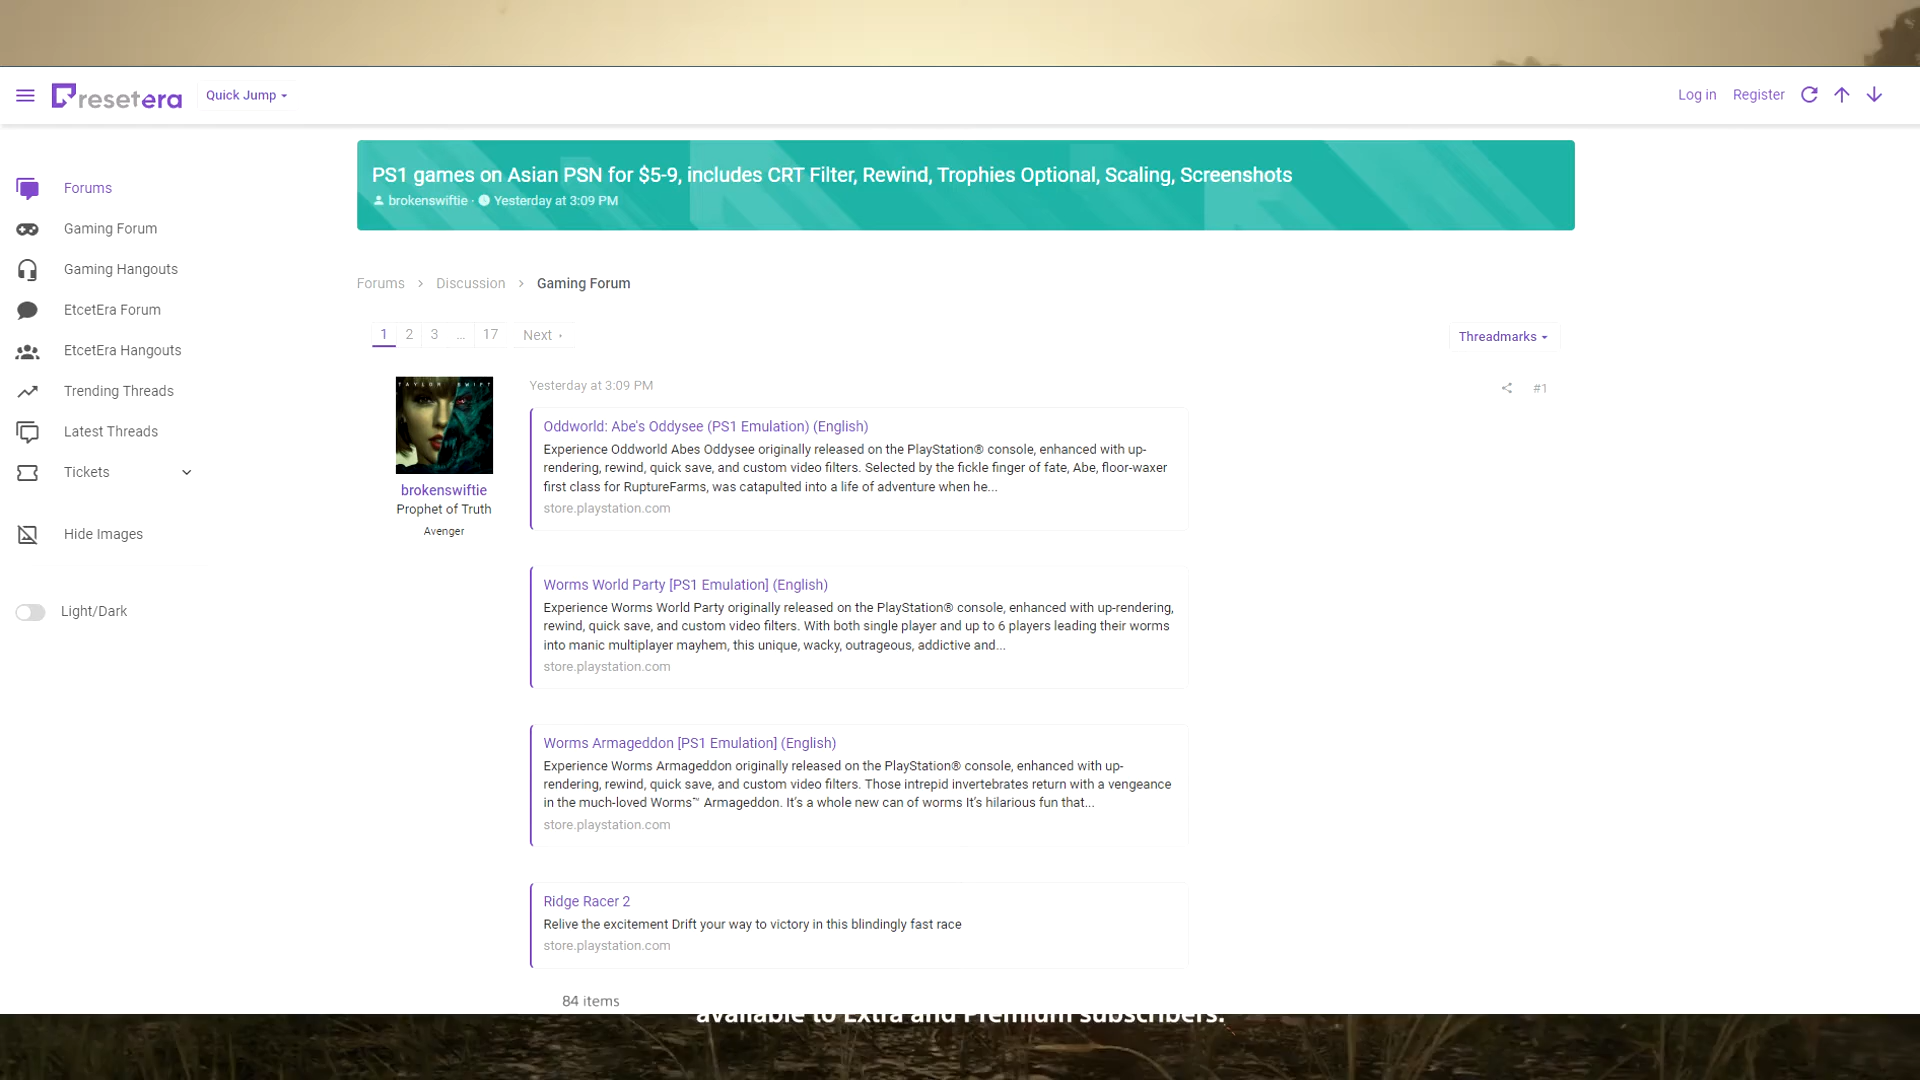 resetera
Quick Jump
Log in
Register
Forums
Gaming Forum
Gaming Hangouts
EtcetEra Forum
EtcetEra Hangouts
Trending Threads
Latest Threads
Tickets
Hide Images
Light/Dark
PS1 games on Asian PSN for $5-9, includes CRT Filter, Rewind, Trophies Optional, Scaling, Screenshots
brokenswiftie · Yesterday at 3:09 PM
Forums > Discussion > Gaming Forum
1 2 3 ... 17 Next
Threadmarks
TAYLOR SWIFT
brokenswiftie
Prophet of Truth
Avenger
Yesterday at 3:09 PM
#1
Oddworld: Abe's Oddysee (PS1 Emulation) (English)
Experience Oddworld Abes Oddysee originally released on the PlayStation® console, enhanced with up-
rendering, rewind, quick save, and custom video filters. Selected by the fickle finger of fate, Abe, floor-waxer
first class for RuptureFarms, was catapulted into a life of adventure when he...
store.playstation.com
Worms World Party [PS1 Emulation] (English)
Experience Worms World Party originally released on the PlayStation® console, enhanced with up-rendering,
rewind, quick save, and custom video filters. With both single player and up to 6 players leading their worms
into manic multiplayer mayhem, this unique, wacky, outrageous, addictive and...
store.playstation.com
Worms Armageddon [PS1 Emulation] (English)
Experience Worms Armageddon originally released on the PlayStation® console, enhanced with up-
rendering, rewind, quick save, and custom video filters. Those intrepid invertebrates return with a vengeance
in the much-loved Worms™ Armageddon. It's a whole new can of worms It's hilarious fun that...
store.playstation.com
Ridge Racer 2
Relive the excitement Drift your way to victory in this blindingly fast race
store.playstation.com
84 items
available to Extra and Premium subscribers.